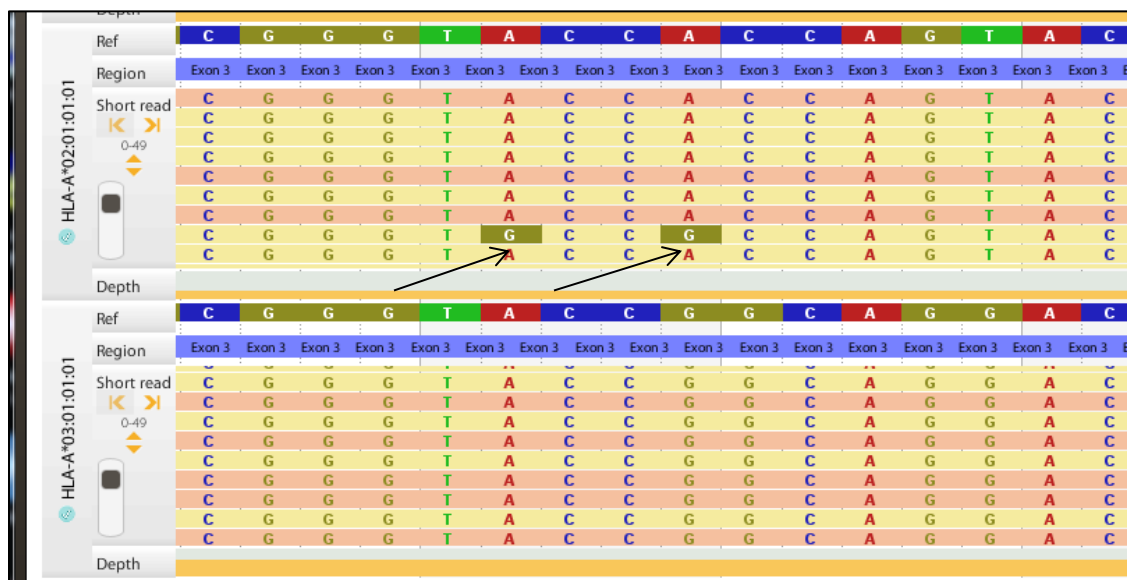 Ref C G G G T A C C A C C A G T A C
Region Exon 3 Exon 3 Exon 3 Exon 3 Exon 3 Exon 3 Exon 3 Exon 3 Exon 3 Exon 3 Exon 3 Exon 3 Exon 3 Exon 3 Exon 3 Exon 3 Exon 3
HLA-A*02:01:01:01
Short read
0-49
C G G G T A C C A C C A G T A C
C G G G T A C C A C C A G T A C
C G G G T A C C A C C A G T A C
C G G G T A C C A C C A G T A C
C G G G T A C C A C C A G T A C
C G G G T A C C A C C A G T A C
C G G G T A C C A C C A G T A C
C G G G T G C C G C C A G T A C
C G G G T A C C A C C A G T A C
Depth
Ref C G G G T A C C G G C A G G A C
Region Exon 3 Exon 3 Exon 3 Exon 3 Exon 3 Exon 3 Exon 3 Exon 3 Exon 3 Exon 3 Exon 3 Exon 3 Exon 3 Exon 3 Exon 3 Exon 3 Exon 3
HLA-A*03:01:01:01
Short read
0-49
C G G G T A C C G G C A G G A C
C G G G T A C C G G C A G G A C
C G G G T A C C G G C A G G A C
C G G G T A C C G G C A G G A C
C G G G T A C C G G C A G G A C
C G G G T A C C G G C A G G A C
C G G G T A C C G G C A G G A C
C G G G T A C C G G C A G G A C
C G G G T A C C G G C A G G A C
Depth